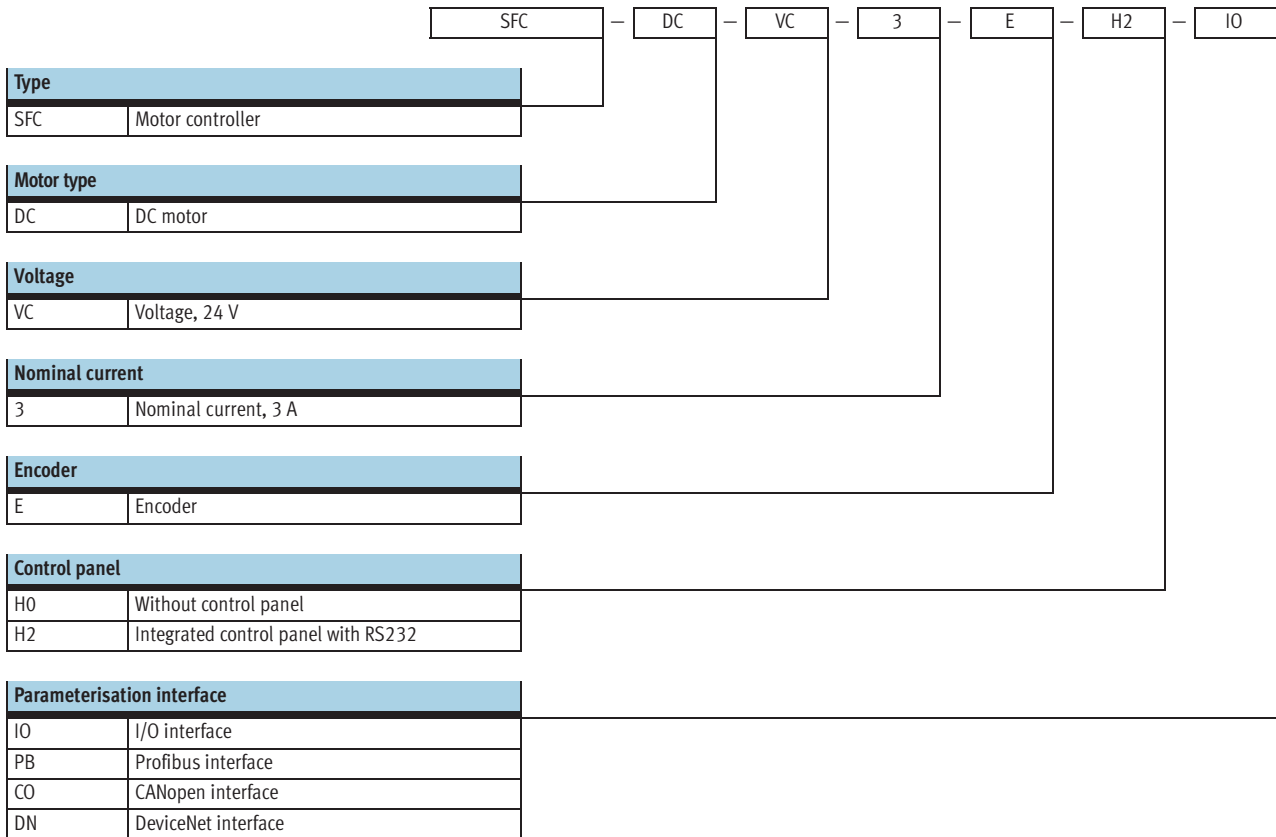 SFC – DC – VC – 3 – E – H2 – IO
Type
SFC Motor controller
Motor type
DC DC motor
Voltage
VC Voltage, 24 V
Nominal current
3 Nominal current, 3 A
Encoder
E Encoder
Control panel
H0 Without control panel
H2 Integrated control panel with RS232
Parameterisation interface
IO I/O interface
PB Profibus interface
CO CANopen interface
DN DeviceNet interface